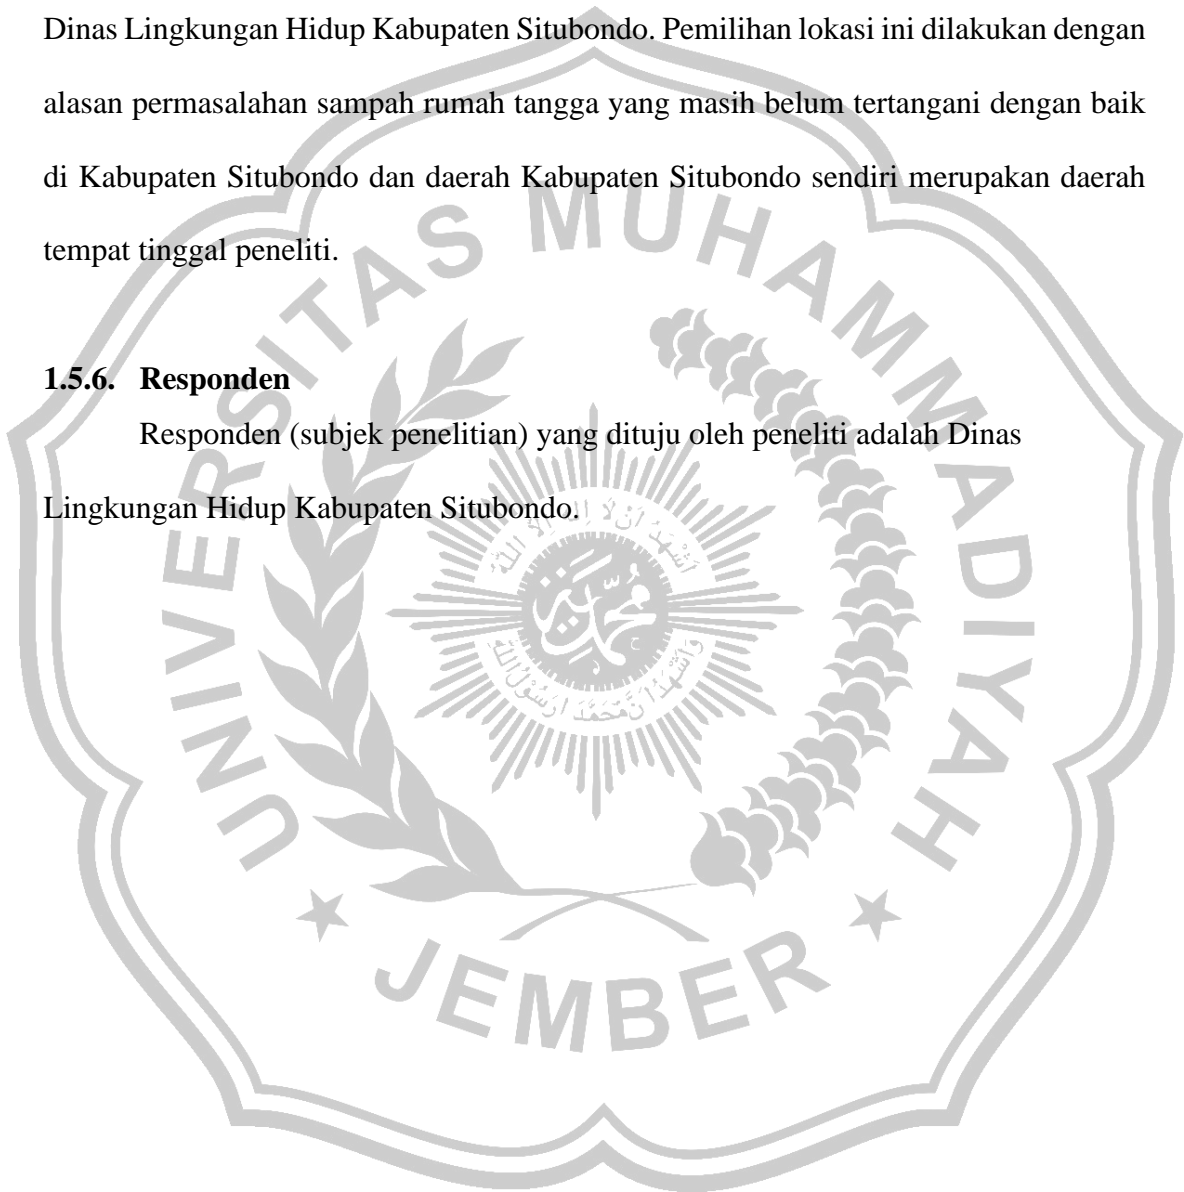 Dinas Lingkungan Hidup Kabupaten Situbondo. Pemilihan lokasi ini dilakukan dengan
alasan permasalahan sampah rumah tangga yang masih belum tertangani dengan baik
di Kabupaten Situbondo dan daerah Kabupaten Situbondo sendiri merupakan daerah
tempat tinggal peneliti.
1.5.6. Responden
Responden (subjek penelitian) yang dituju oleh peneliti adalah Dinas
Lingkungan Hidup Kabupaten Situbondo.
UNIVERSITAS MUHAMMADIYAH
JEMBER